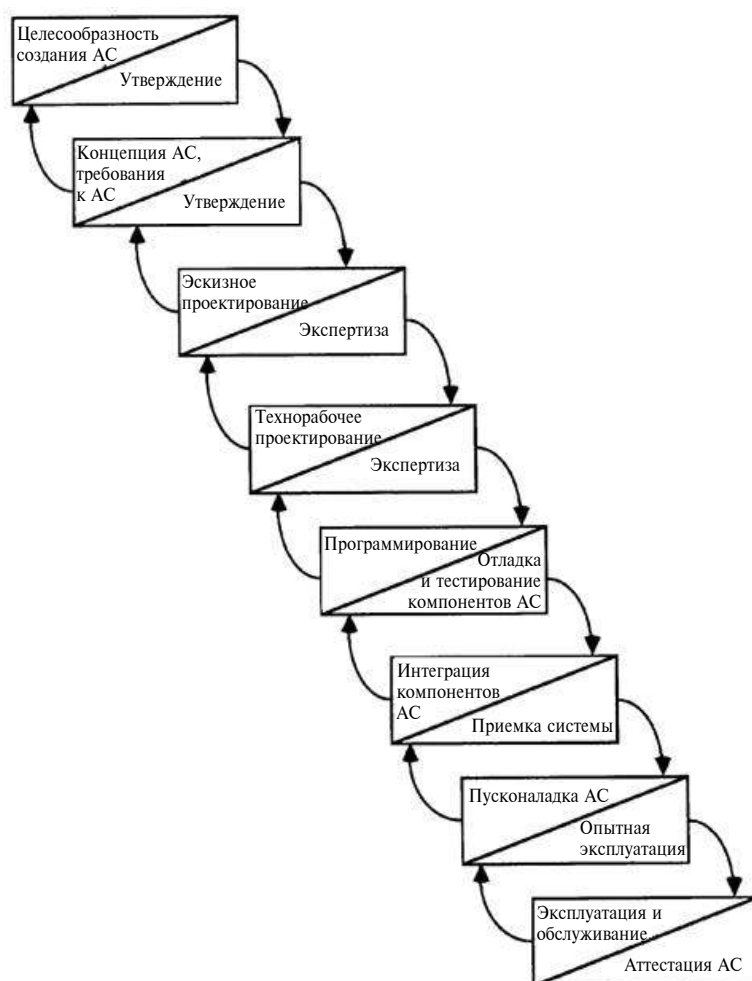 Целесообразность
создания АС
Утверждение
Концепция АС,
требования
к АС
Утверждение
Эскизное
проектирование
Экспертиза
Технорабочее
проектирование
Экспертиза
Программирование
Отладка
и тестирование
компонентов АС
Интеграция
компонентов
АС
Приемка системы
Пусконаладка АС
Опытная
эксплуатация
Эксплуатация и
обслуживание
Аттестация АС